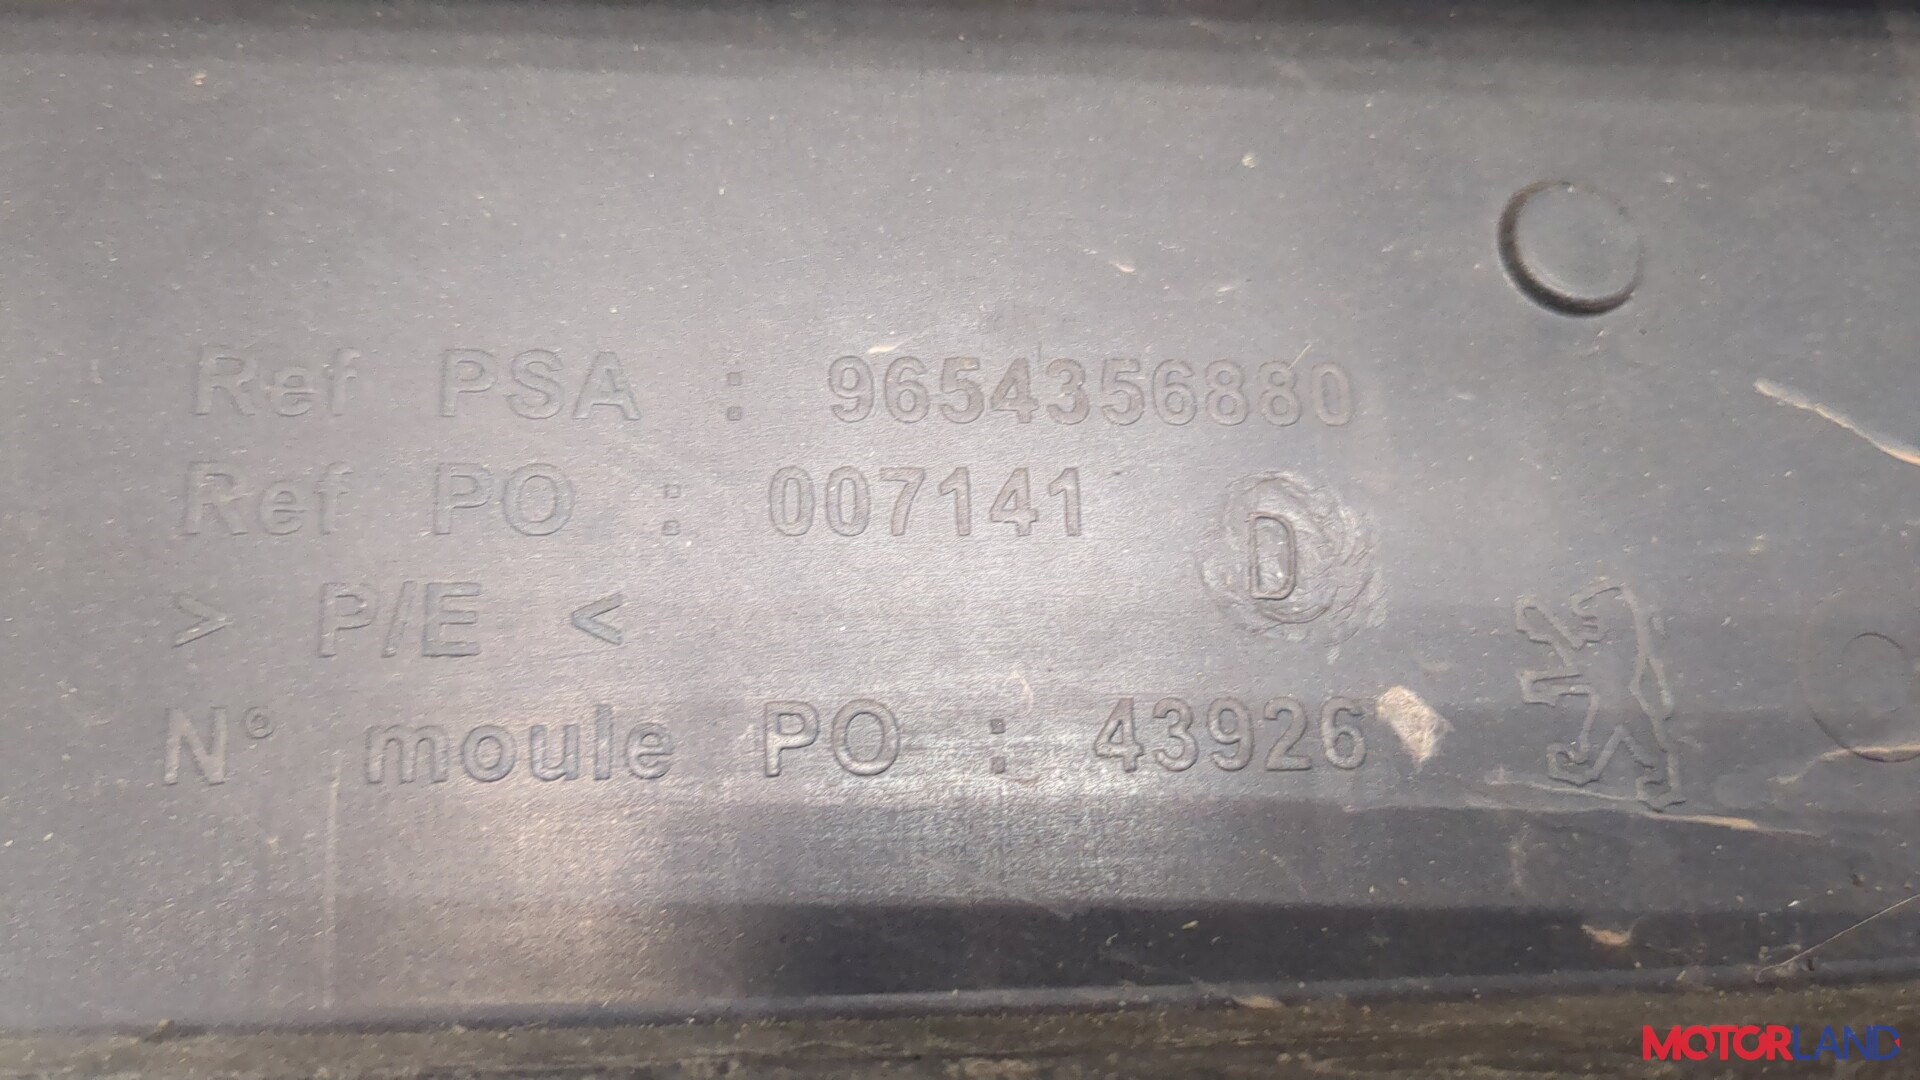 Ref PSA : 9654356880
Ref PO : 007141
D
> P/E <
N° moule PO : 43926
MOTORLAND